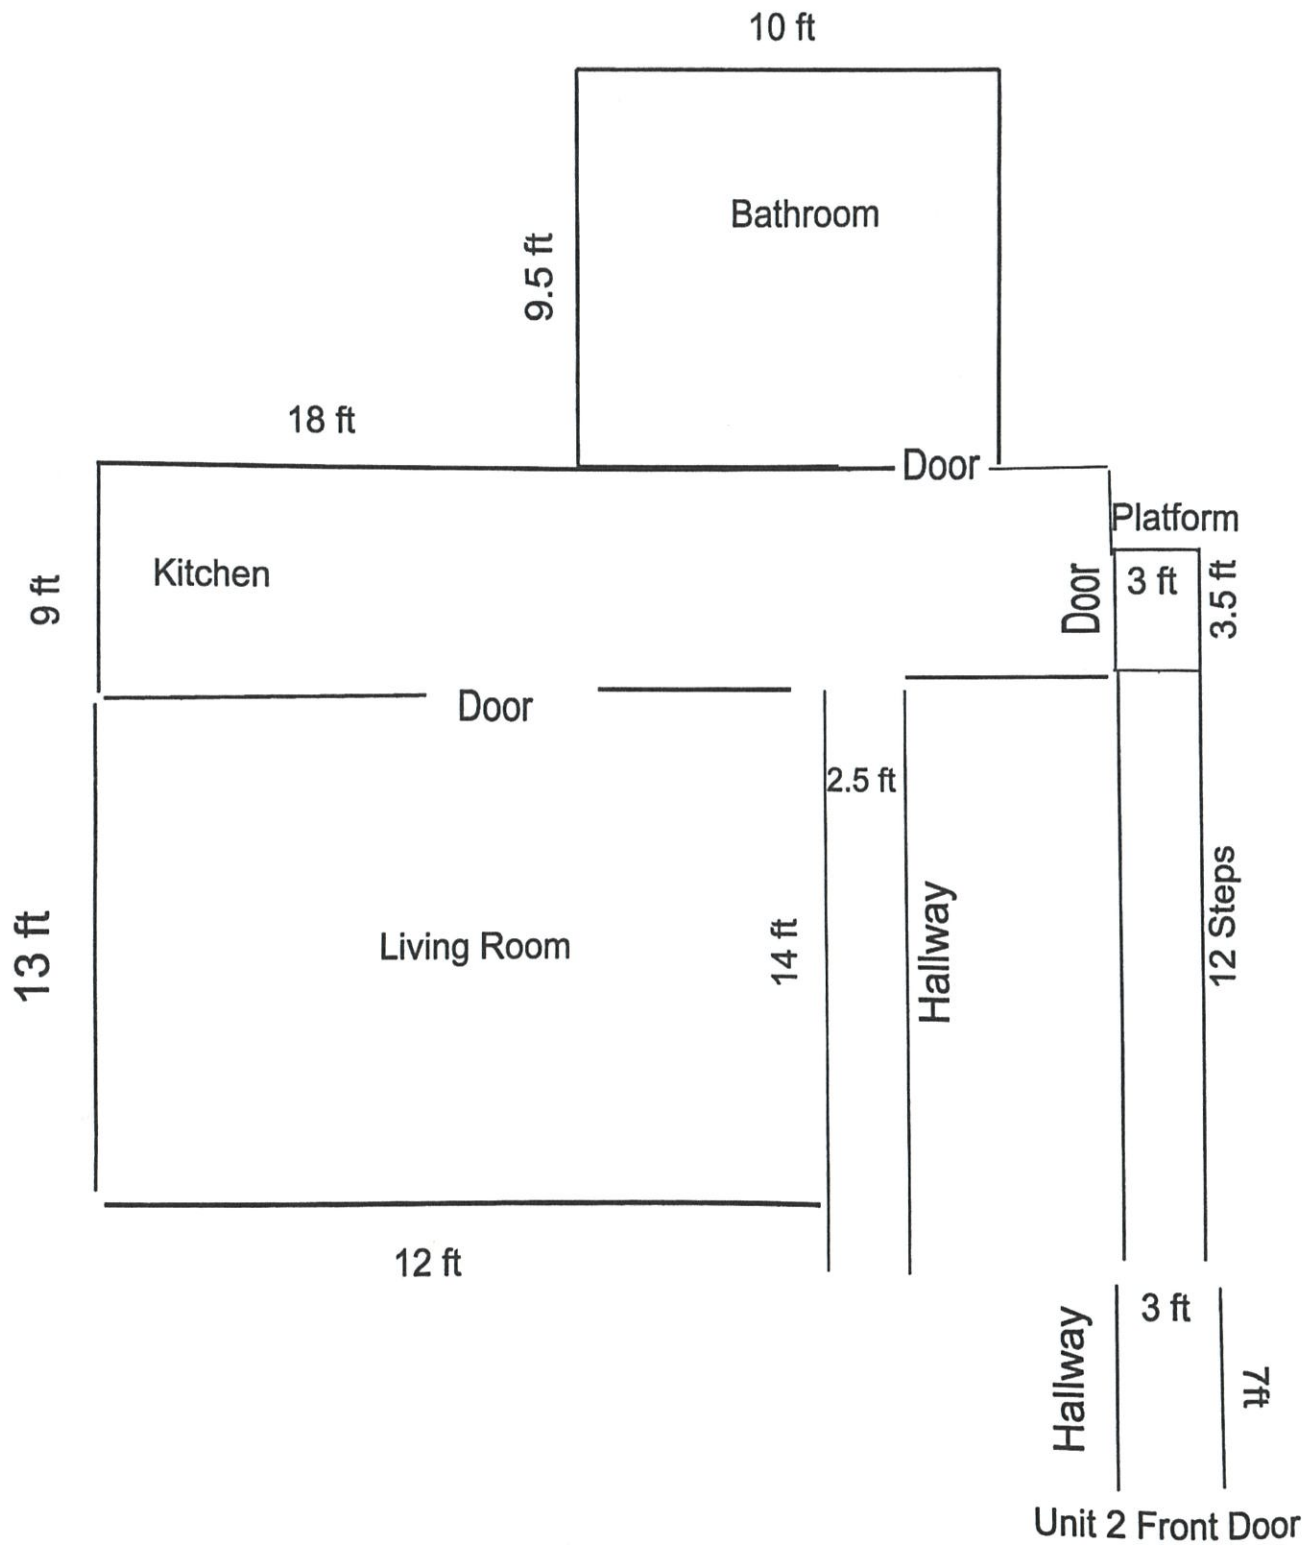 10 ft
Bathroom
9.5 ft
18 ft
Door
Platform
Kitchen
9 ft
Door
3 ft
3.5 ft
Door
2.5 ft
Living Room
13 ft
14 ft
Hallway
12 Steps
12 ft
3 ft
Hallway
7ft
Unit 2 Front Door